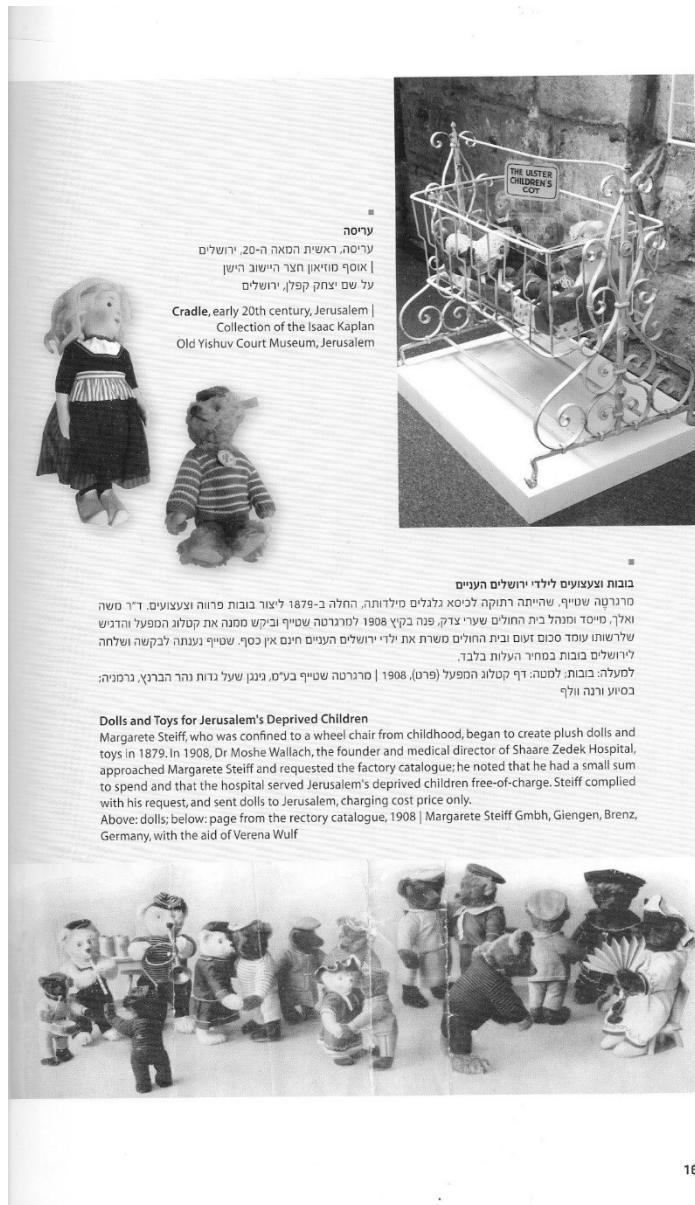 THE ULSTER
CHILDREN'S
COT
עריסה
עריסה, ראשית המאה ה-20, ירושלים
| אוסף מוזיאון חצר היישוב הישן
על שם יצחק קפלן, ירושלים
Cradle, early 20th century, Jerusalem |
Collection of the Isaac Kaplan
Old Yishuv Court Museum, Jerusalem
בובות וצעצועים לילדי ירושלים העניים
מרגרטָה שטייף, שהייתה רתוקה לכיסא גלגלים מילדותה, החלה ב-1879 ליצור בובות פרווה וצעצועים. ד"ר משה
ואלך, מייסד ומנהל בית החולים שערי צדק, פנה בקיץ 1908 למרגרטה שטייף וביקש ממנה את קטלוג המפעל והדגיש
שלרשותו עומד סכום זעום ובית החולים משרת את ילדי ירושלים העניים חינם אין כסף. שטייף נענתה לבקשה ושלחה
לירושלים בובות במחיר העלות בלבד.
למעלה: בובות; למטה: דף קטלוג המפעל (פרט), 1908 | מרגרטה שטייף בע"מ, גינגן שעל גדות נהר הברנץ, גרמניה;
בסיוע ורנה וולף
Dolls and Toys for Jerusalem's Deprived Children
Margarete Steiff, who was confined to a wheel chair from childhood, began to create plush dolls and
toys in 1879. In 1908, Dr Moshe Wallach, the founder and medical director of Shaare Zedek Hospital,
approached Margarete Steiff and requested the factory catalogue; he noted that he had a small sum
to spend and that the hospital served Jerusalem's deprived children free-of-charge. Steiff complied
with his request, and sent dolls to Jerusalem, charging cost price only.
Above: dolls; below: page from the rectory catalogue, 1908 | Margarete Steiff Gmbh, Giengen, Brenz,
Germany, with the aid of Verena Wulf